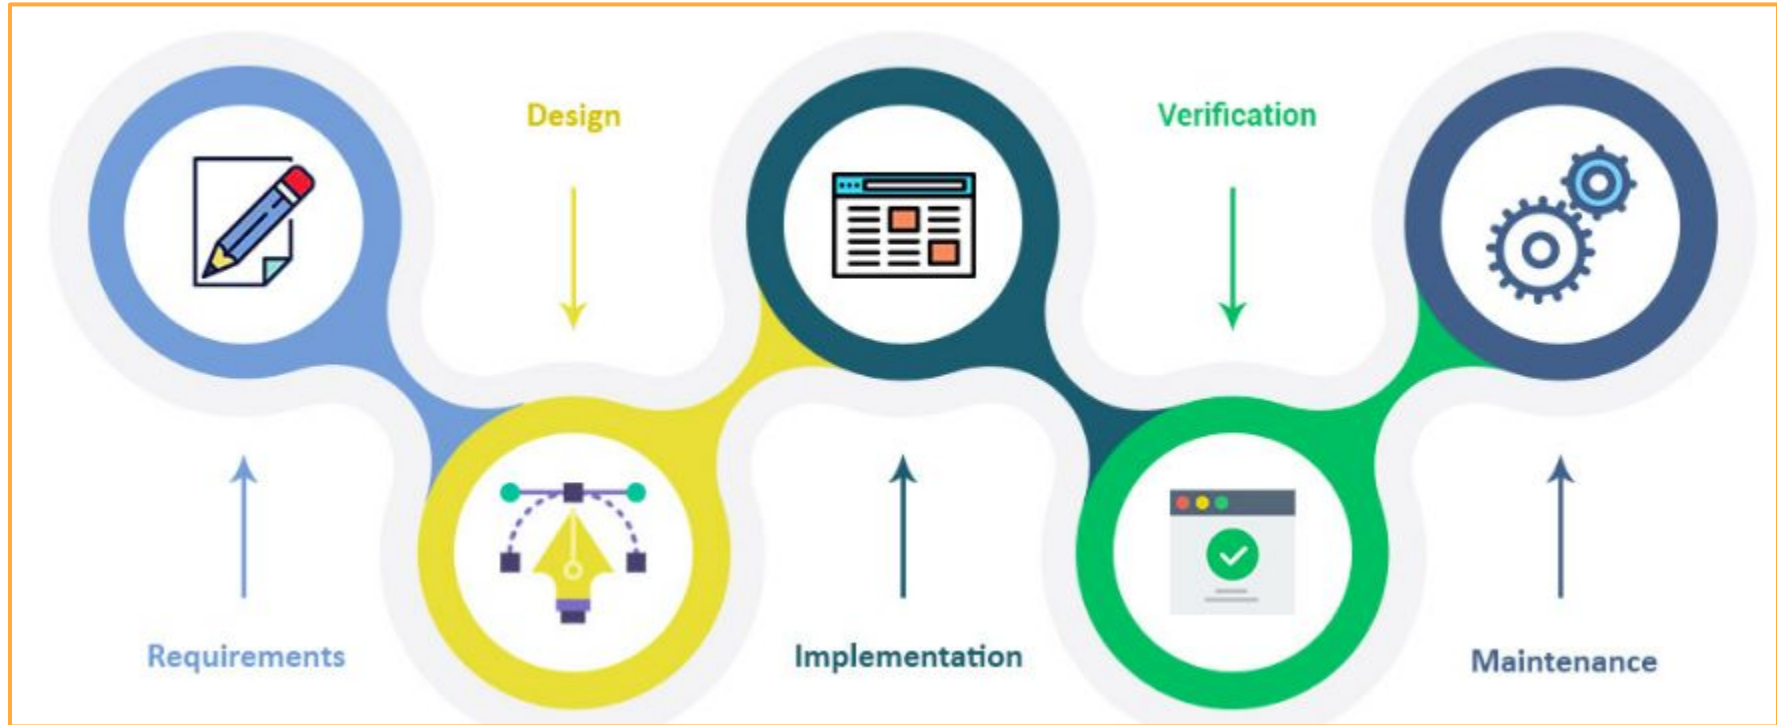 Requirements
Design
Implementation
Verification
Maintenance